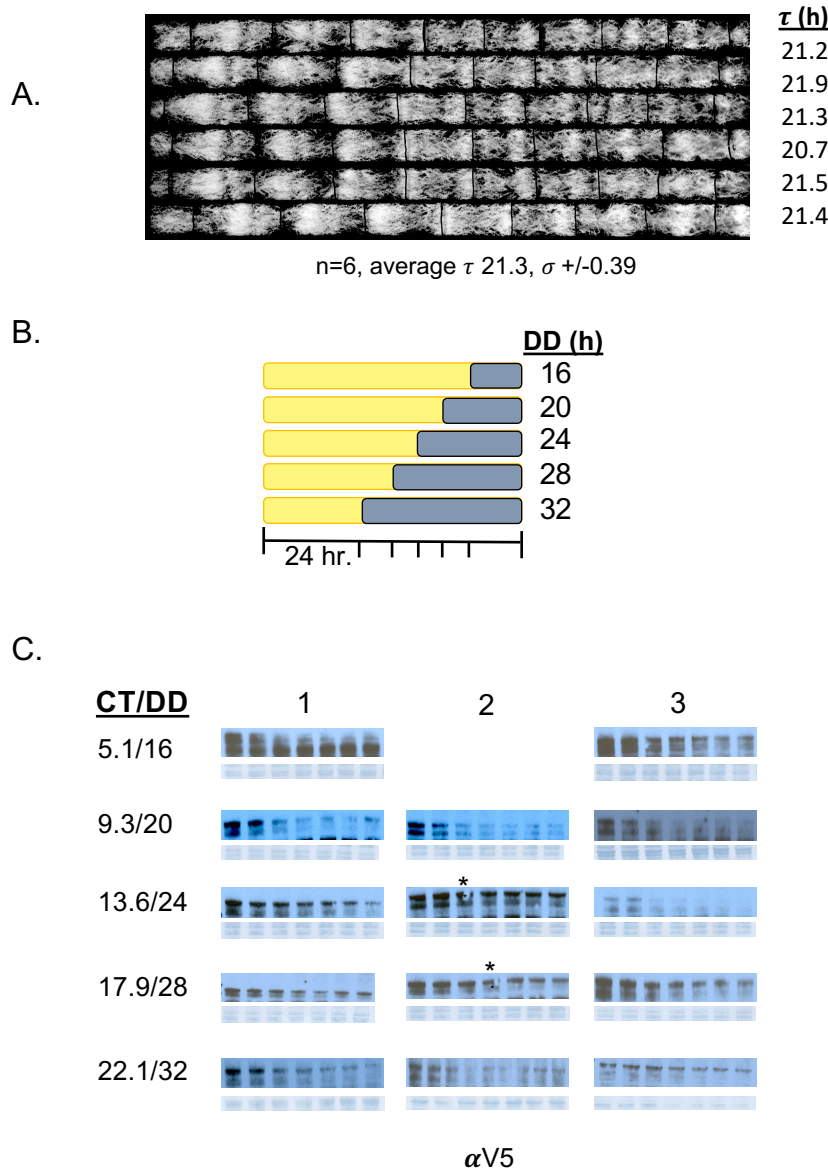 A.
τ (h)
21.2
21.9
21.3
20.7
21.5
21.4
n=6, average τ 21.3, σ +/-0.39
B.
DD (h)
16
20
24
28
32
24 hr.
C.
CT/DD 1 2 3
5.1/16
9.3/20
13.6/24 *
17.9/28 *
22.1/32
αV5